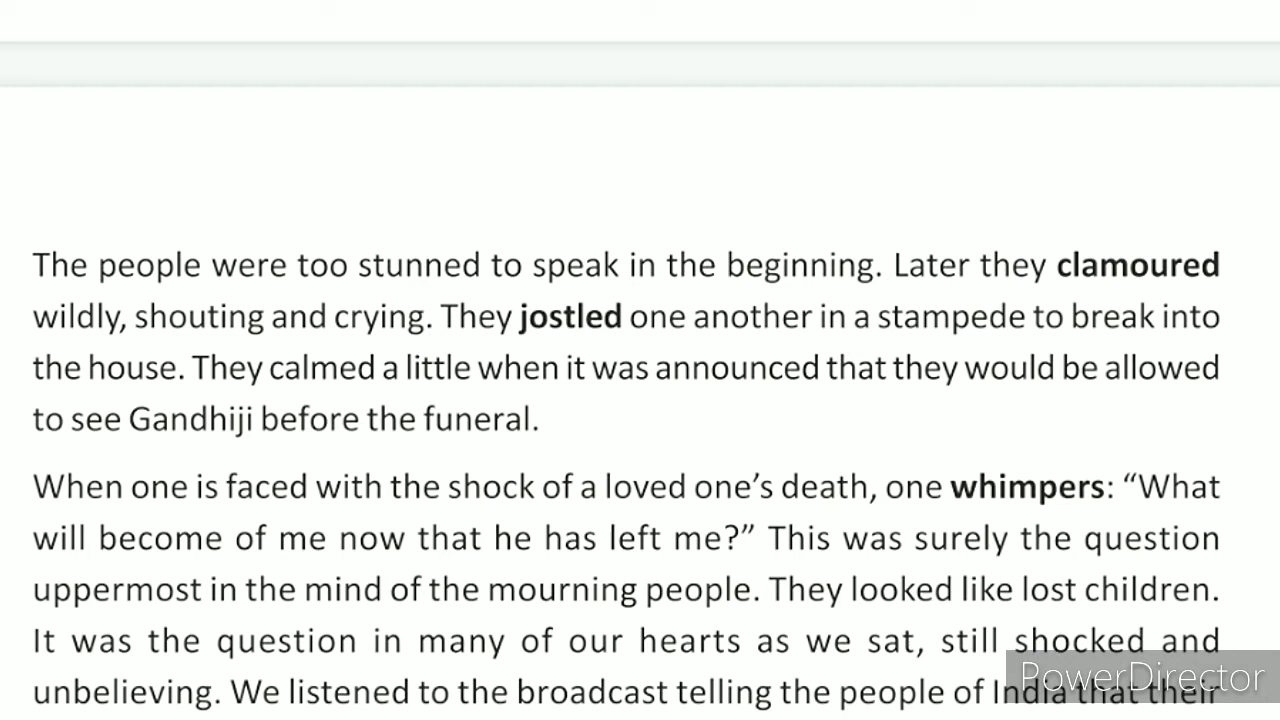 The people were too stunned to speak in the beginning. Later they clamoured
wildly, shouting and crying. They jostled one another in a stampede to break into
the house. They calmed a little when it was announced that they would be allowed
to see Gandhiji before the funeral.
When one is faced with the shock of a loved one’s death, one whimpers: “What
will become of me now that he has left me?” This was surely the question
uppermost in the mind of the mourning people. They looked like lost children.
It was the question in many of our hearts as we sat, still shocked and
unbelieving. We listened to the broadcast telling the people of India that their
PowerDirector